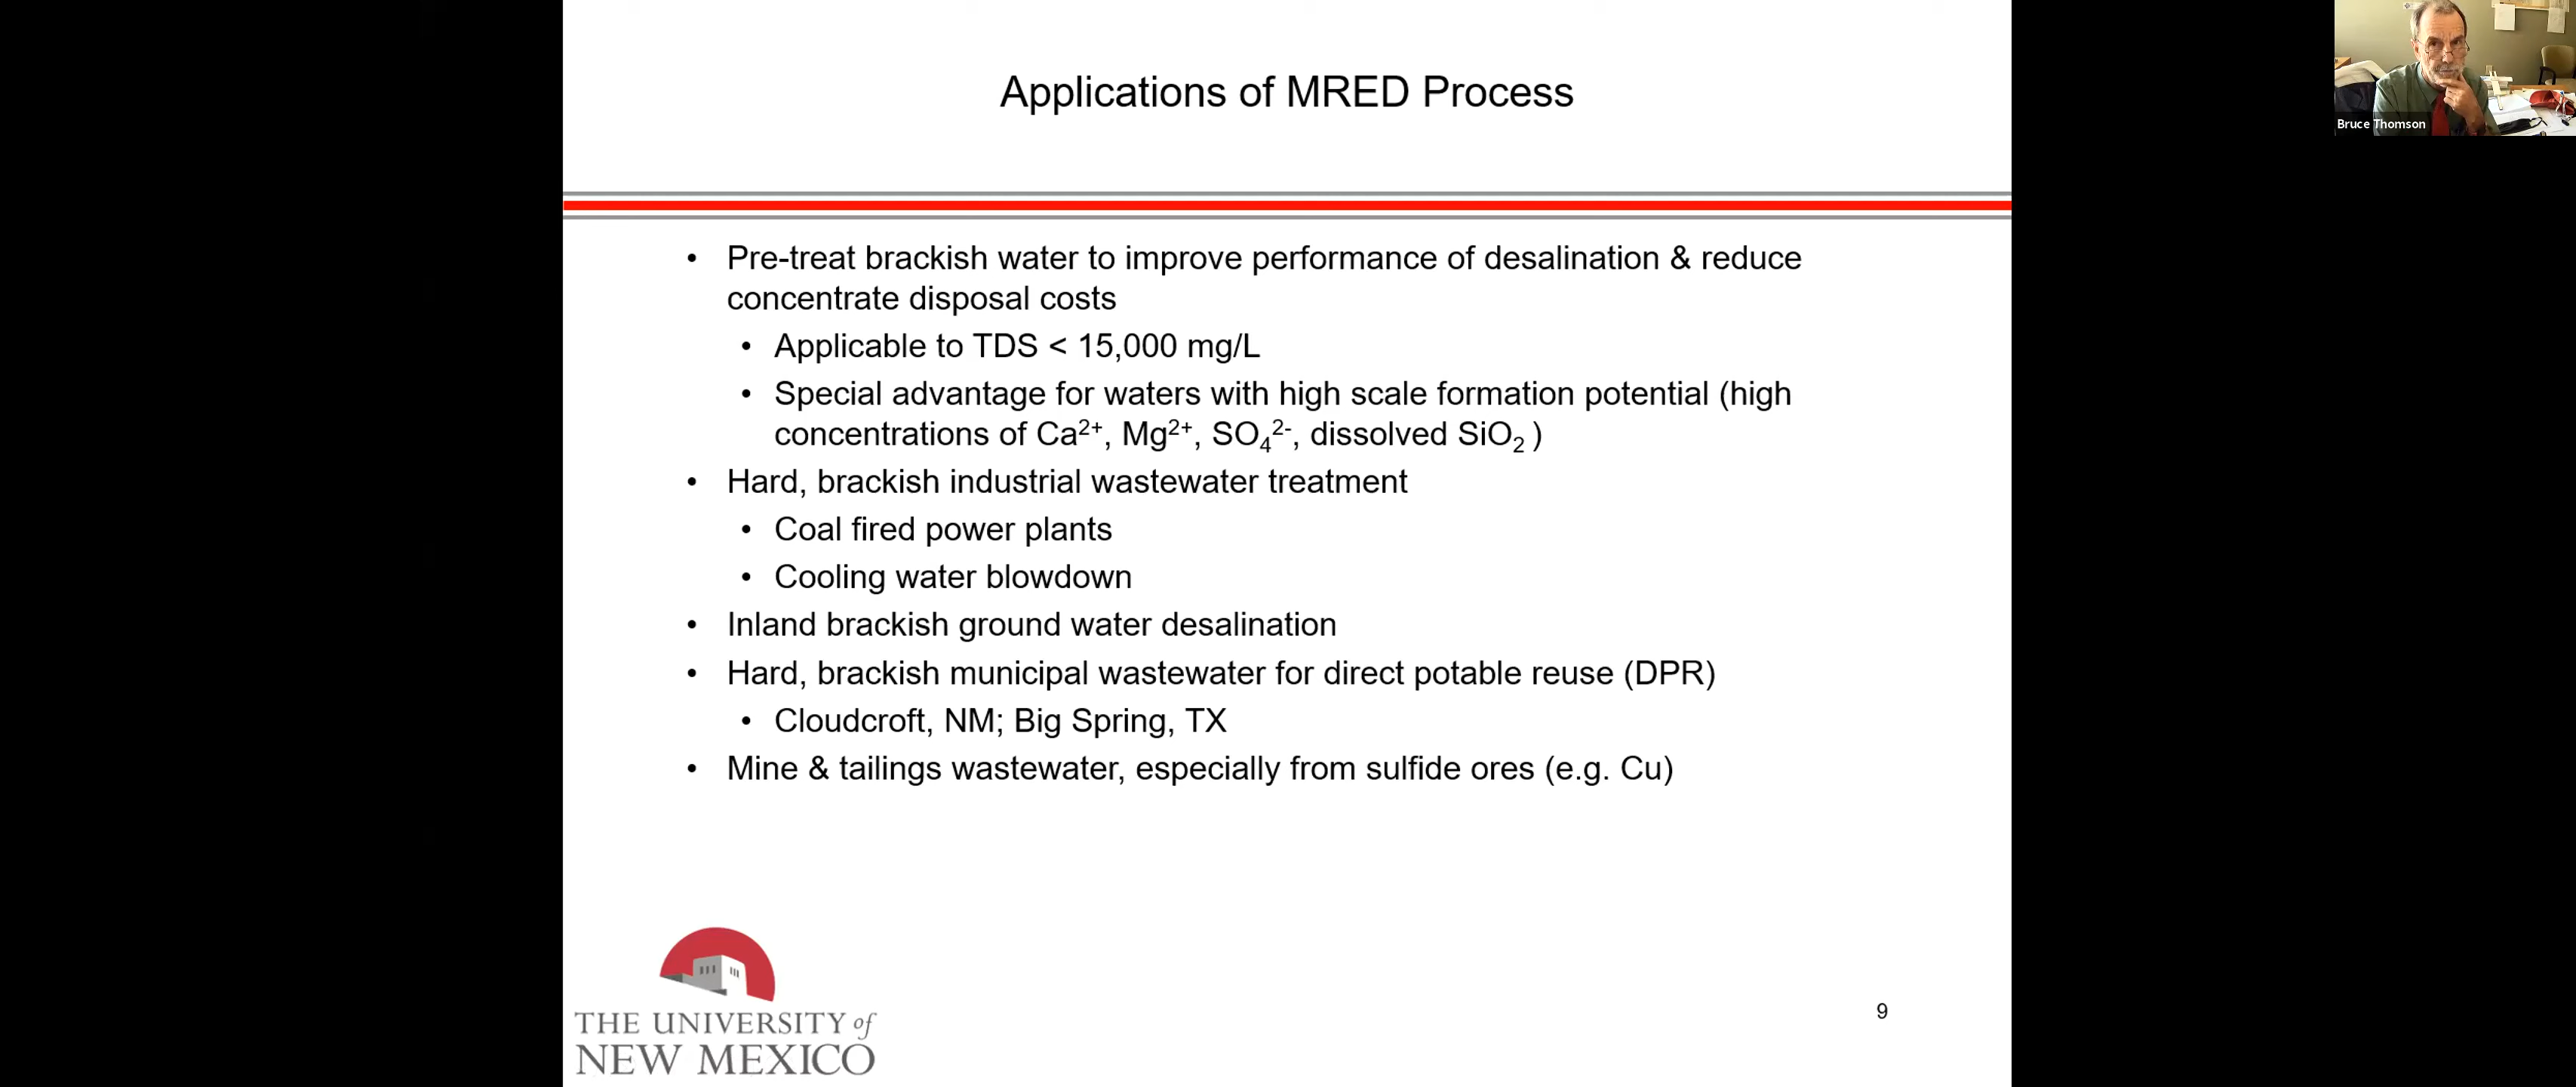 Applications of MRED Process
Bruce Thomson
• Pre-treat brackish water to improve performance of desalination & reduce
concentrate disposal costs
• Applicable to TDS < 15,000 mg/L
• Special advantage for waters with high scale formation potential (high
concentrations of Ca²⁺, Mg²⁺, SO₄²⁻, dissolved SiO₂ )
• Hard, brackish industrial wastewater treatment
• Coal fired power plants
• Cooling water blowdown
• Inland brackish ground water desalination
• Hard, brackish municipal wastewater for direct potable reuse (DPR)
• Cloudcroft, NM; Big Spring, TX
• Mine & tailings wastewater, especially from sulfide ores (e.g. Cu)
THE UNIVERSITY of
NEW MEXICO
9